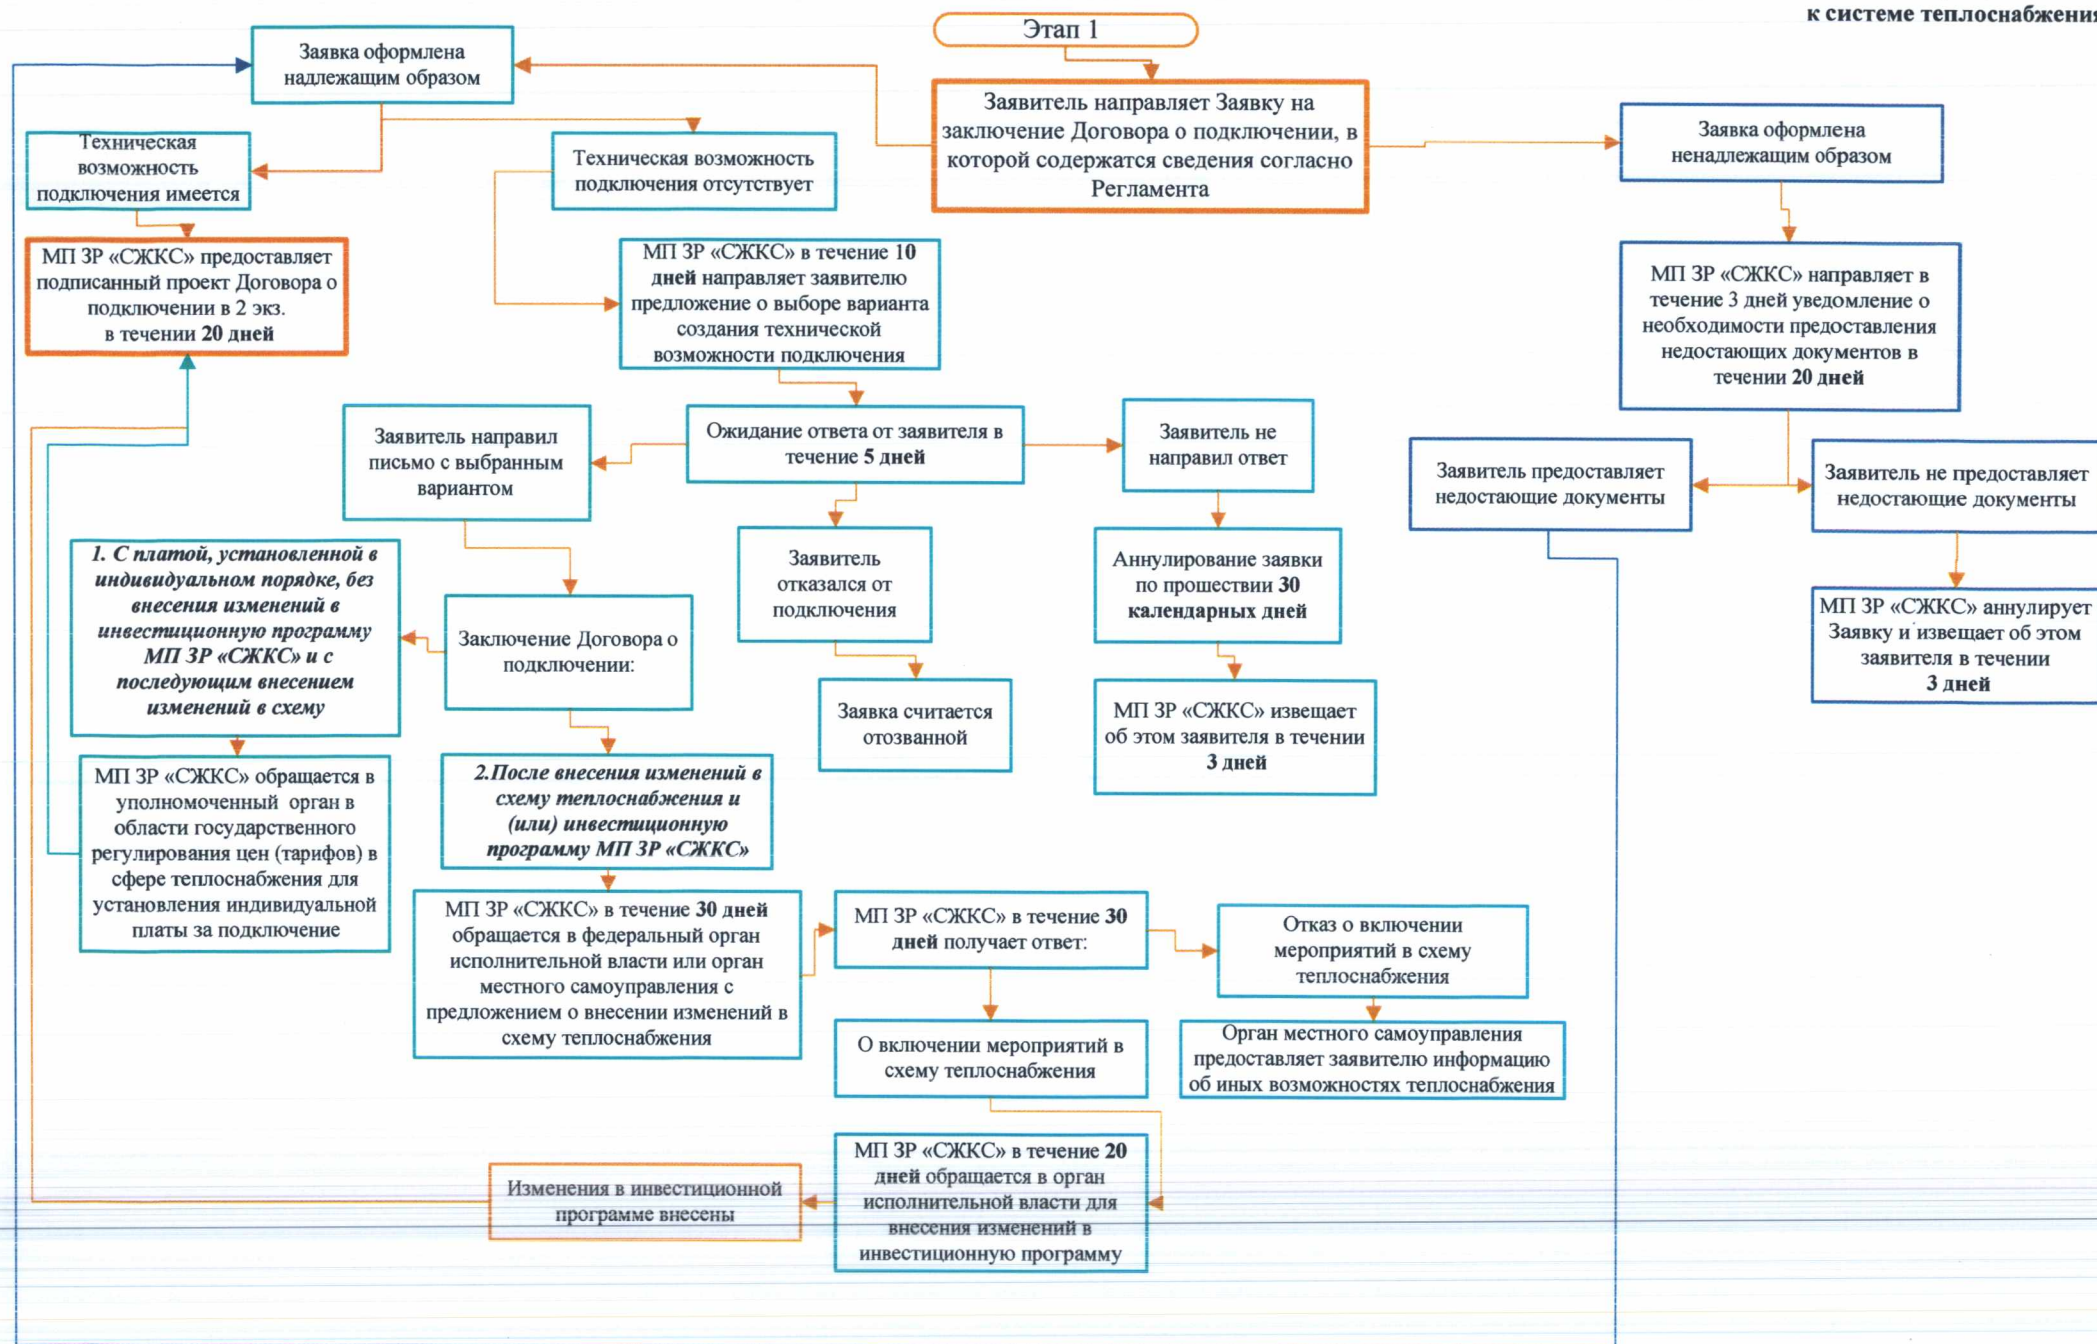 к системе теплоснабжения
Этап 1
Заявитель направляет Заявку на
заключение Договора о подключении, в
которой содержатся сведения согласно
Регламента
Заявка оформлена
надлежащим образом
Техническая
возможность
подключения имеется
Техническая возможность
подключения отсутствует
Заявка оформлена
ненадлежащим образом
МП ЗР «СЖКС» предоставляет
подписанный проект Договора о
подключении в 2 экз.
в течении 20 дней
МП ЗР «СЖКС» в течение 10
дней направляет заявителю
предложение о выборе варианта
создания технической
возможности подключения
МП ЗР «СЖКС» направляет в
течение 3 дней уведомление о
необходимости предоставления
недостающих документов в
течении 20 дней
Заявитель направил
письмо с выбранным
вариантом
Ожидание ответа от заявителя в
течение 5 дней
Заявитель не
направил ответ
Заявитель предоставляет
недостающие документы
Заявитель не предоставляет
недостающие документы
1. С платой, установленной в
индивидуальном порядке, без
внесения изменений в
инвестиционную программу
МП ЗР «СЖКС» и с
последующим внесением
изменений в схему
Заключение Договора о
подключении:
Заявитель
отказался от
подключения
Аннулирование заявки
по прошествии 30
календарных дней
МП ЗР «СЖКС» аннулирует
Заявку и извещает об этом
заявителя в течении
3 дней
Заявка считается
отозванной
МП ЗР «СЖКС» извещает
об этом заявителя в течении
3 дней
МП ЗР «СЖКС» обращается в
уполномоченный орган в
области государственного
регулирования цен (тарифов) в
сфере теплоснабжения для
установления индивидуальной
платы за подключение
2.После внесения изменений в
схему теплоснабжения и
(или) инвестиционную
программу МП ЗР «СЖКС»
МП ЗР «СЖКС» в течение 30 дней
обращается в федеральный орган
исполнительной власти или орган
местного самоуправления с
предложением о внесении изменений в
схему теплоснабжения
МП ЗР «СЖКС» в течение 30
дней получает ответ:
Отказ о включении
мероприятий в схему
теплоснабжения
О включении мероприятий в
схему теплоснабжения
Орган местного самоуправления
предоставляет заявителю информацию
об иных возможностях теплоснабжения
МП ЗР «СЖКС» в течение 20
дней обращается в орган
исполнительной власти для
внесения изменений в
инвестиционную программу
Изменения в инвестиционной
программе внесены